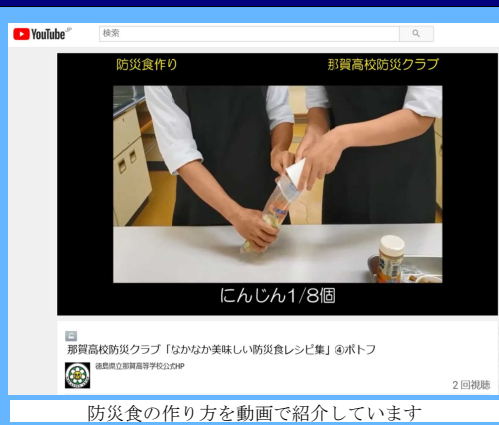 YouTube JP
検索
防災食作り 那賀高校防災クラブ
にんじん1/8個
那賀高校防災クラブ「なかなか美味しい防災食レシピ集」④ポトフ
徳島県立那賀高等学校公式HP
2 回視聴
防災食の作り方を動画で紹介しています